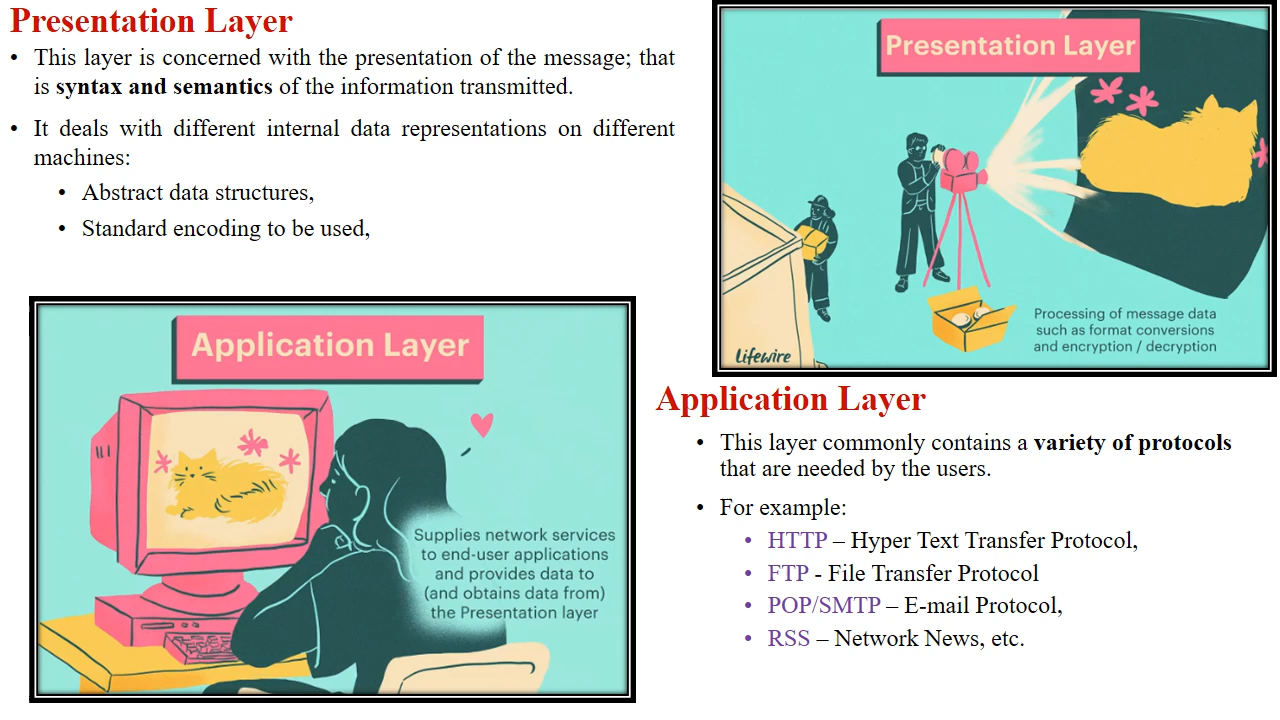 Presentation Layer
• This layer is concerned with the presentation of the message; that
is syntax and semantics of the information transmitted.
• It deals with different internal data representations on different
machines:
• Abstract data structures,
• Standard encoding to be used,
Presentation Layer
Processing of message data
such as format conversions
and encryption / decryption
lifewire
Application Layer
Supplies network services
to end-user applications
and provides data to
(and obtains data from)
the Presentation layer
Application Layer
• This layer commonly contains a variety of protocols
that are needed by the users.
• For example:
• HTTP – Hyper Text Transfer Protocol,
• FTP - File Transfer Protocol
• POP/SMTP – E-mail Protocol,
• RSS – Network News, etc.